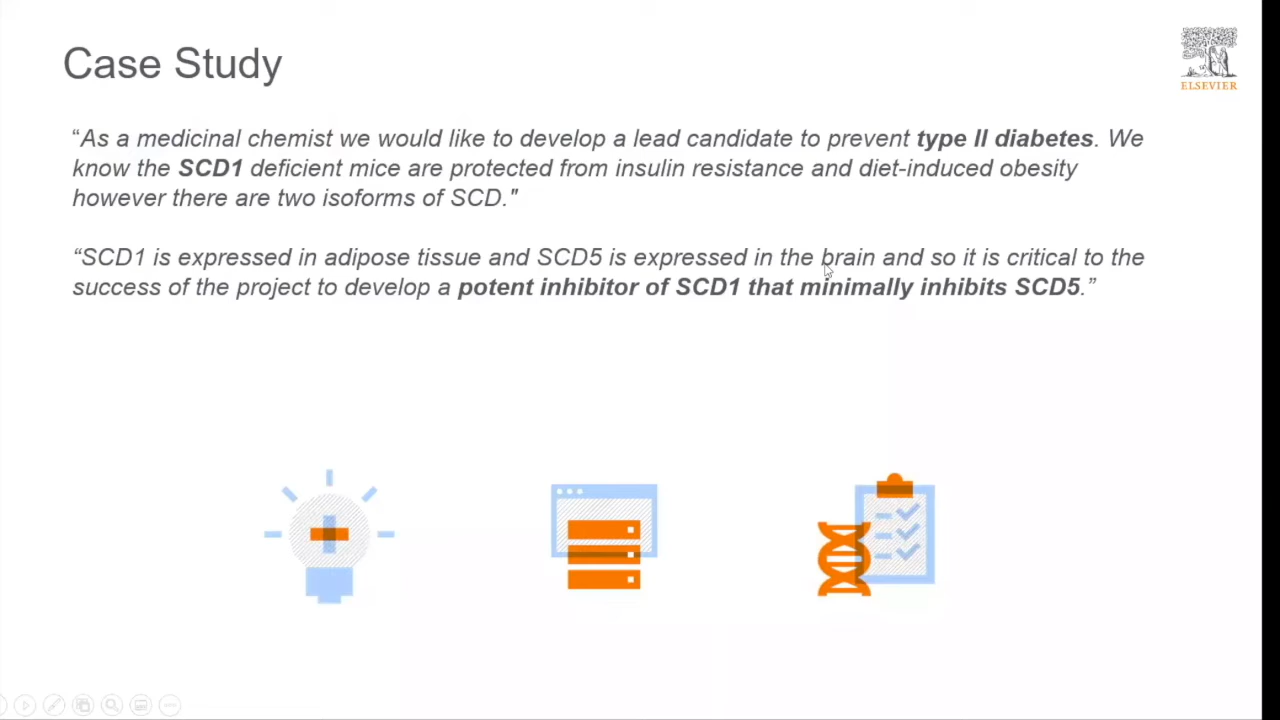 Case Study
ELSEVIER
“As a medicinal chemist we would like to develop a lead candidate to prevent type II diabetes. We
know the SCD1 deficient mice are protected from insulin resistance and diet-induced obesity
however there are two isoforms of SCD."
“SCD1 is expressed in adipose tissue and SCD5 is expressed in the brain and so it is critical to the
success of the project to develop a potent inhibitor of SCD1 that minimally inhibits SCD5.”